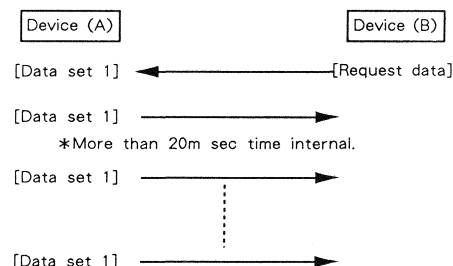 Device (A) Device (B)
[Data set 1] [Request data]
[Data set 1]
*More than 20m sec time internal.
[Data set 1]
[Data set 1]